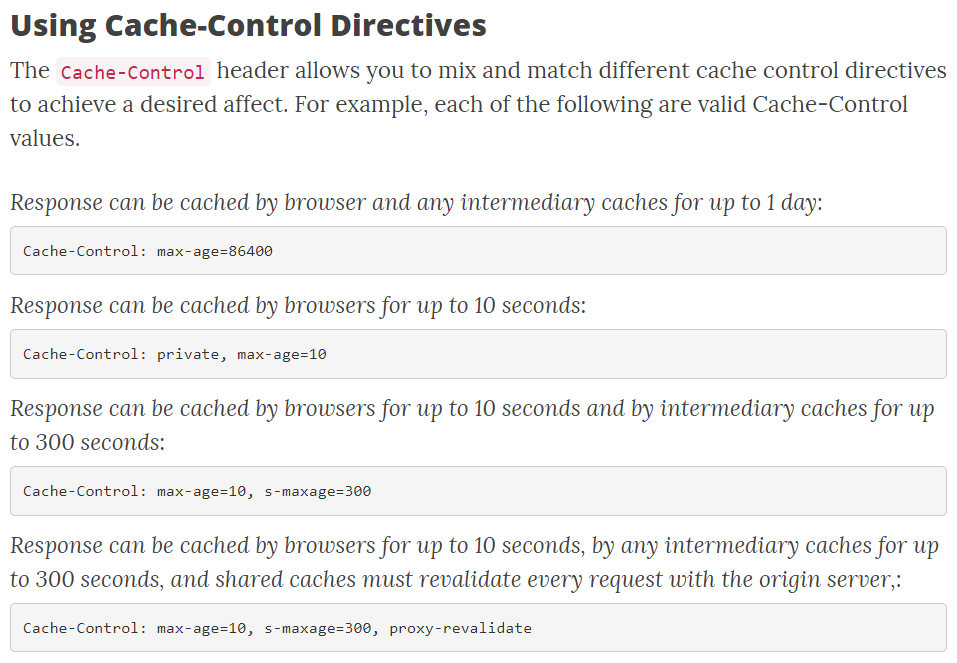 Using Cache-Control Directives
The Cache-Control header allows you to mix and match different cache control directives
to achieve a desired affect. For example, each of the following are valid Cache-Control
values.
Response can be cached by browser and any intermediary caches for up to 1 day:
Cache-Control: max-age=86400
Response can be cached by browsers for up to 10 seconds:
Cache-Control: private, max-age=10
Response can be cached by browsers for up to 10 seconds and by intermediary caches for up
to 300 seconds:
Cache-Control: max-age=10, s-maxage=300
Response can be cached by browsers for up to 10 seconds, by any intermediary caches for up
to 300 seconds, and shared caches must revalidate every request with the origin server,:
Cache-Control: max-age=10, s-maxage=300, proxy-revalidate